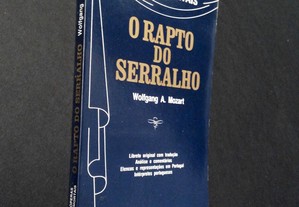 O RAPTO
DO
SERRALHO
Wolfgang A. Mozart
Libreto original com tradução
Análise e comentários
Elencos e representações em Portugal
Intérpretes portugueses
O RAPTO DO SERRALHO Wolfgang